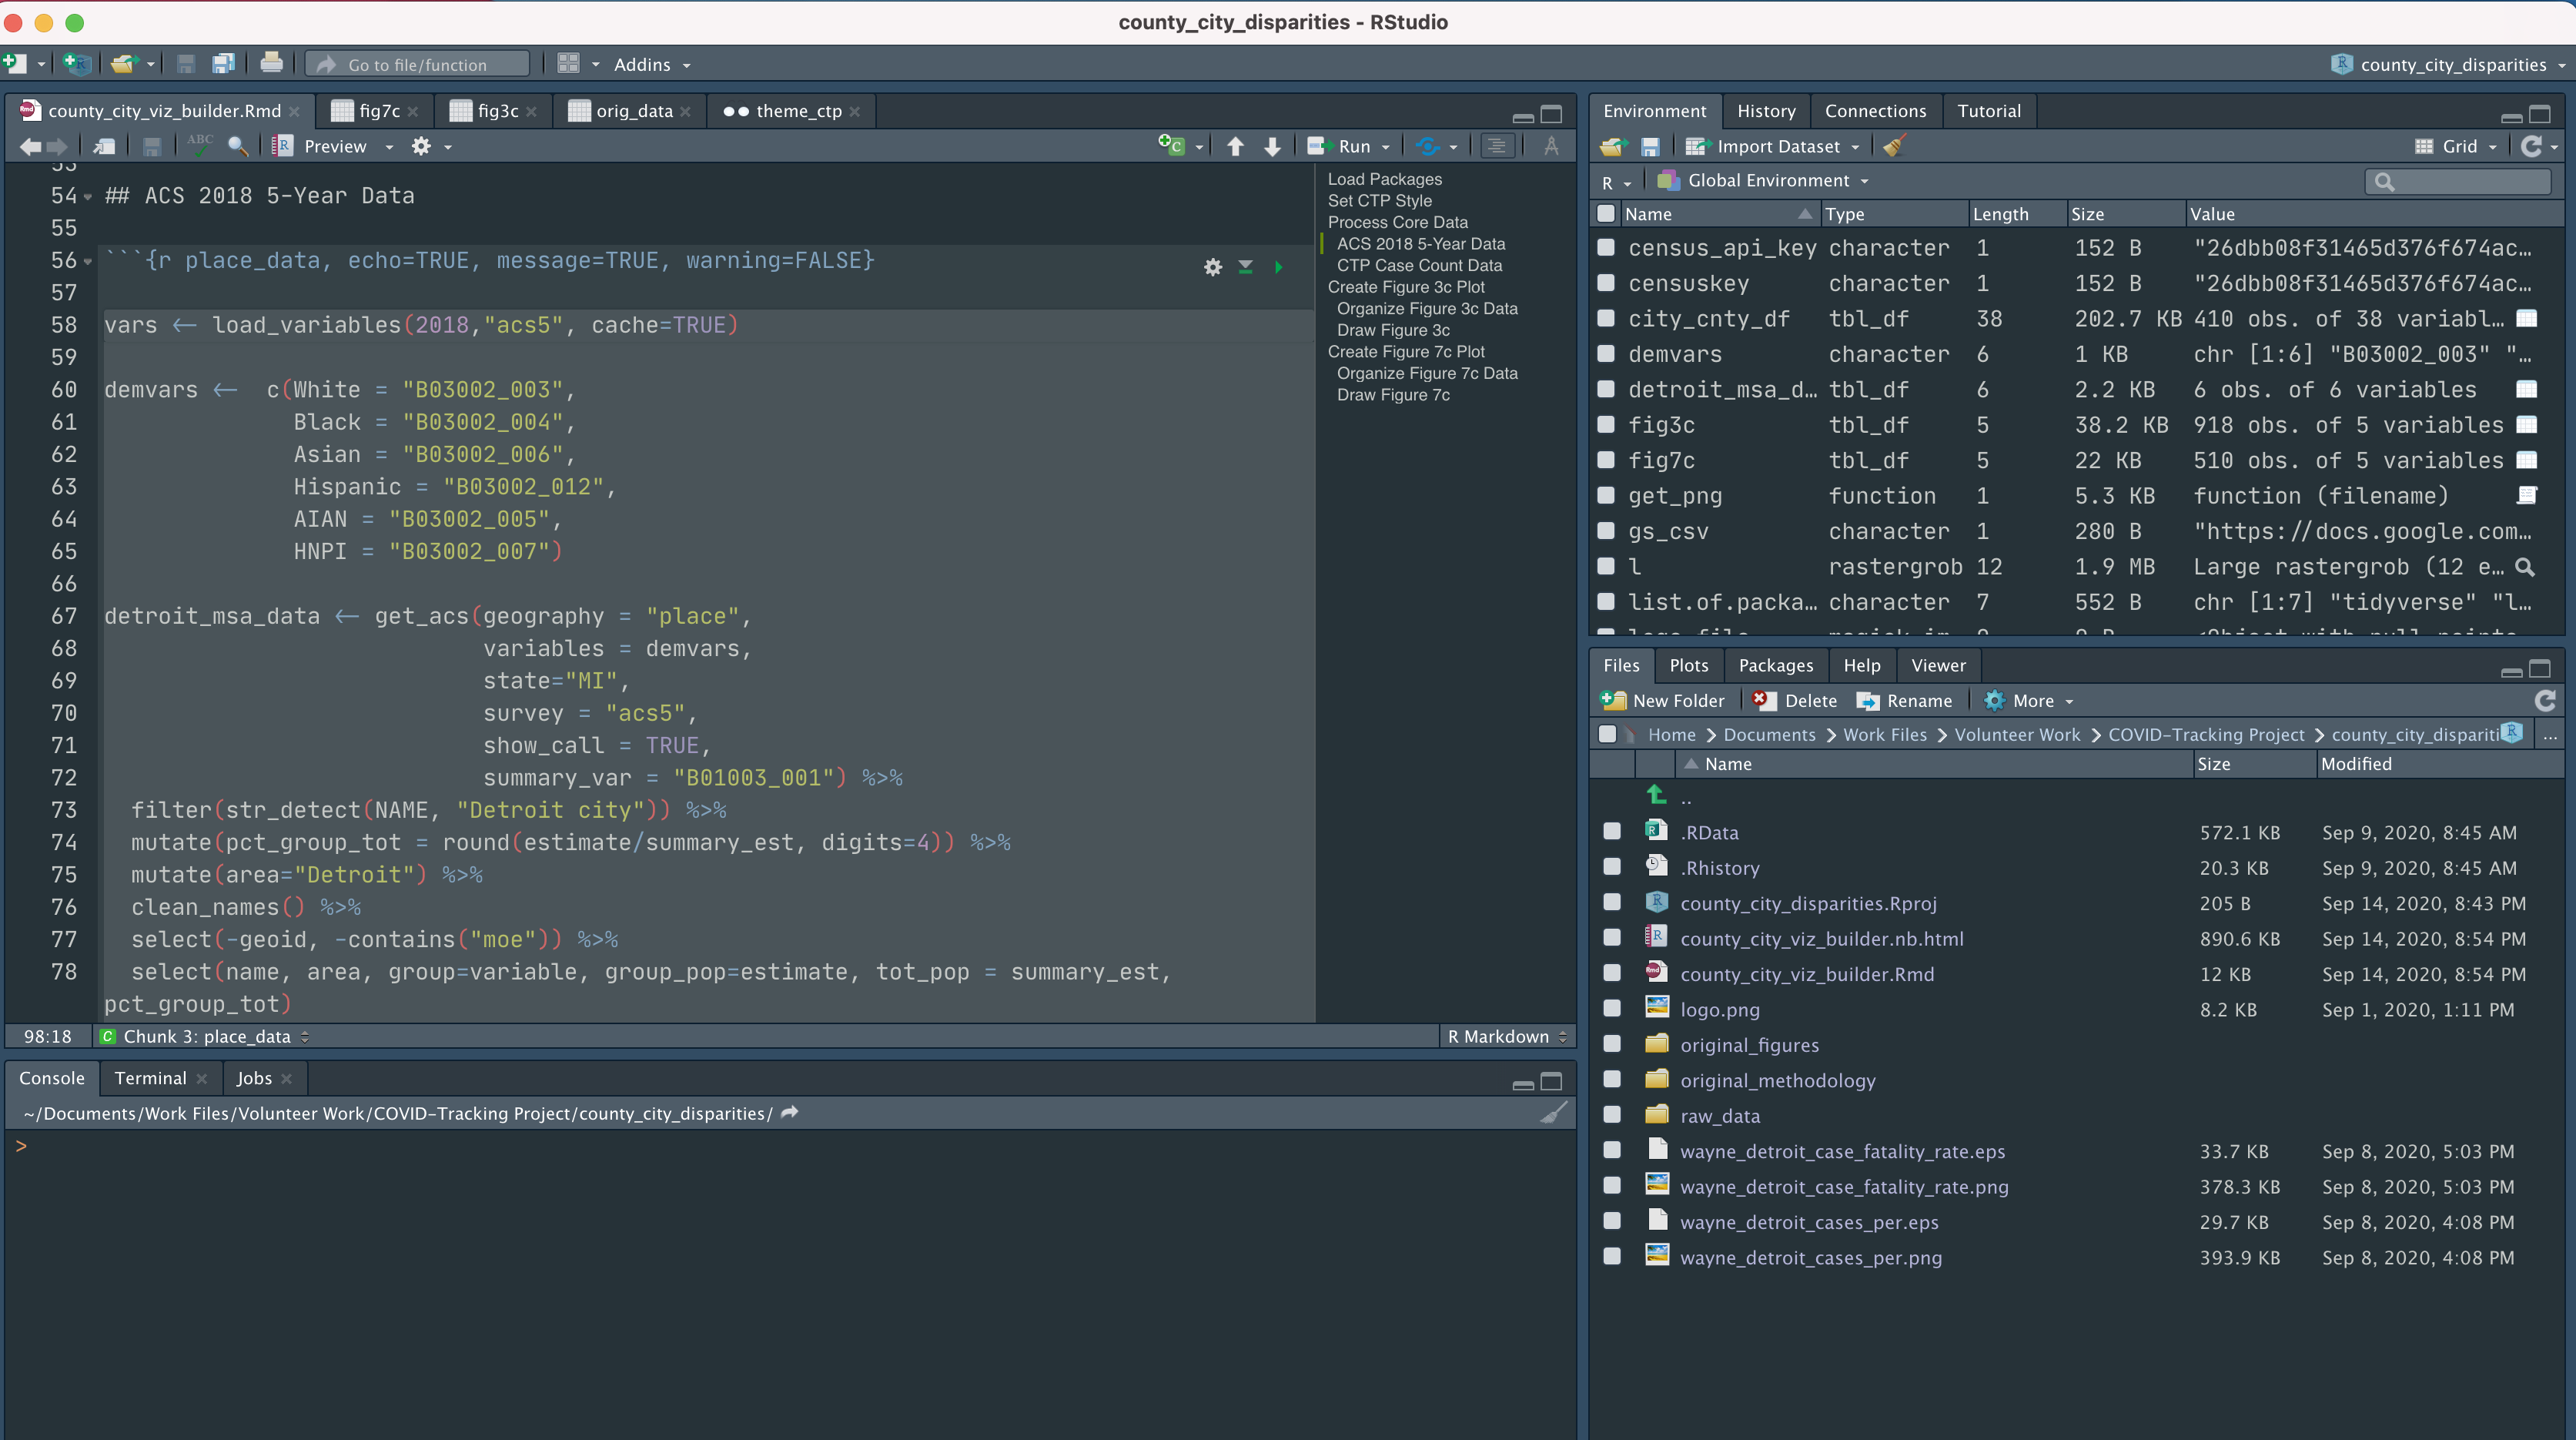 county_city_disparities - RStudio
Go to file/function
Addins
county_city_disparities
county_city_viz_builder.Rmd
fig7c
fig3c
orig_data
theme_ctp
ABC
Preview
Run
53
54 ## ACS 2018 5-Year Data
55
56 ```{r place_data, echo=TRUE, message=TRUE, warning=FALSE}
57
58 vars <- load_variables(2018,"acs5", cache=TRUE)
59
60 demvars <-  c(White = "B03002_003",
61 Black = "B03002_004",
62 Asian = "B03002_006",
63 Hispanic = "B03002_012",
64 AIAN = "B03002_005",
65 HNPI = "B03002_007")
66
67 detroit_msa_data <- get_acs(geography = "place",
68 variables = demvars,
69 state="MI",
70 survey = "acs5",
71 show_call = TRUE,
72 summary_var = "B01003_001") %>%
73 filter(str_detect(NAME, "Detroit city")) %>%
74 mutate(pct_group_tot = round(estimate/summary_est, digits=4)) %>%
75 mutate(area="Detroit") %>%
76 clean_names() %>%
77 select(-geoid, -contains("moe")) %>%
78 select(name, area, group=variable, group_pop=estimate, tot_pop = summary_est,
pct_group_tot)
Load Packages
Set CTP Style
Process Core Data
ACS 2018 5-Year Data
CTP Case Count Data
Create Figure 3c Plot
Organize Figure 3c Data
Draw Figure 3c
Create Figure 7c Plot
Organize Figure 7c Data
Draw Figure 7c
98:18
Chunk 3: place_data
R Markdown
Console
Terminal
Jobs
~/Documents/Work Files/Volunteer Work/COVID-Tracking Project/county_city_disparities/
>
Environment
History
Connections
Tutorial
Import Dataset
Grid
R
Global Environment
Name Type Length Size Value
census_api_key character 1 152 B "26dbb08f31465d376f674ac…
censuskey character 1 152 B "26dbb08f31465d376f674ac…
city_cnty_df tbl_df 38 202.7 KB 410 obs. of 38 variabl…
demvars character 6 1 KB chr [1:6] "B03002_003" "…
detroit_msa_d… tbl_df 6 2.2 KB 6 obs. of 6 variables
fig3c tbl_df 5 38.2 KB 918 obs. of 5 variables
fig7c tbl_df 5 22 KB 510 obs. of 5 variables
get_png function 1 5.3 KB function (filename)
gs_csv character 1 280 B "https://docs.google.com…
l rastergrob 12 1.9 MB Large rastergrob (12 e…
list.of.packa… character 7 552 B chr [1:7] "tidyverse" "l…
Files
Plots
Packages
Help
Viewer
New Folder
Delete
Rename
More
Home Documents Work Files Volunteer Work COVID-Tracking Project county_city_dispariti ...
Name Size Modified
..
.RData 572.1 KB Sep 9, 2020, 8:45 AM
.Rhistory 20.3 KB Sep 9, 2020, 8:45 AM
county_city_disparities.Rproj 205 B Sep 14, 2020, 8:43 PM
county_city_viz_builder.nb.html 890.6 KB Sep 14, 2020, 8:54 PM
county_city_viz_builder.Rmd 12 KB Sep 14, 2020, 8:54 PM
logo.png 8.2 KB Sep 1, 2020, 1:11 PM
original_figures
original_methodology
raw_data
wayne_detroit_case_fatality_rate.eps 33.7 KB Sep 8, 2020, 5:03 PM
wayne_detroit_case_fatality_rate.png 378.3 KB Sep 8, 2020, 5:03 PM
wayne_detroit_cases_per.eps 29.7 KB Sep 8, 2020, 4:08 PM
wayne_detroit_cases_per.png 393.9 KB Sep 8, 2020, 4:08 PM